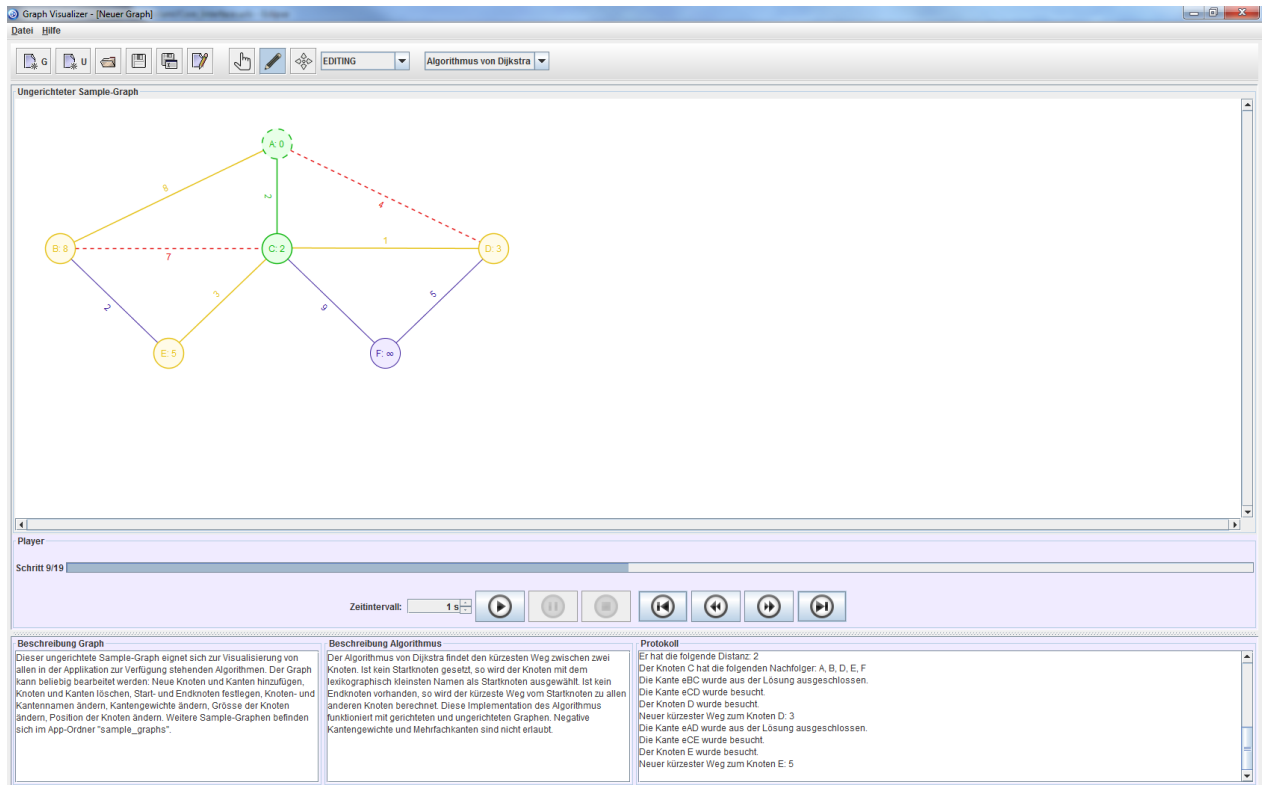 Graph Visualizer - [Neuer Graph]
Datei Hilfe
G U EDITING Algorithmus von Dijkstra
Ungerichteter Sample-Graph
A: 0
8
2
4
B: 8
7
C: 2
1
D: 3
2
3
9
5
E: 5
F: ∞
Player
Schritt 9/19
Zeitintervall: 1 s
Beschreibung Graph
Dieser ungerichtete Sample-Graph eignet sich zur Visualisierung von
allen in der Applikation zur Verfügung stehenden Algorithmen. Der Graph
kann beliebig bearbeitet werden: Neue Knoten und Kanten hinzufügen,
Knoten und Kanten löschen, Start- und Endknoten festlegen, Knoten- und
Kantennamen ändern, Kantengewichte ändern, Grösse der Knoten
ändern, Position der Knoten ändern. Weitere Sample-Graphen befinden
sich im App-Ordner "sample_graphs".
Beschreibung Algorithmus
Der Algorithmus von Dijkstra findet den kürzesten Weg zwischen zwei
Knoten. Ist kein Startknoten gesetzt, so wird der Knoten mit dem
lexikographisch kleinsten Namen als Startknoten ausgewählt. Ist kein
Endknoten vorhanden, so wird der kürzeste Weg vom Startknoten zu allen
anderen Knoten berechnet. Diese Implementation des Algorithmus
funktioniert mit gerichteten und ungerichteten Graphen. Negative
Kantengewichte und Mehrfachkanten sind nicht erlaubt.
Protokoll
Er hat die folgende Distanz: 2
Der Knoten C hat die folgenden Nachfolger: A, B, D, E, F
Die Kante eBC wurde aus der Lösung ausgeschlossen.
Die Kante eCD wurde besucht.
Der Knoten D wurde besucht.
Neuer kürzester Weg zum Knoten D: 3
Die Kante eAD wurde aus der Lösung ausgeschlossen.
Die Kante eCE wurde besucht.
Der Knoten E wurde besucht.
Neuer kürzester Weg zum Knoten E: 5